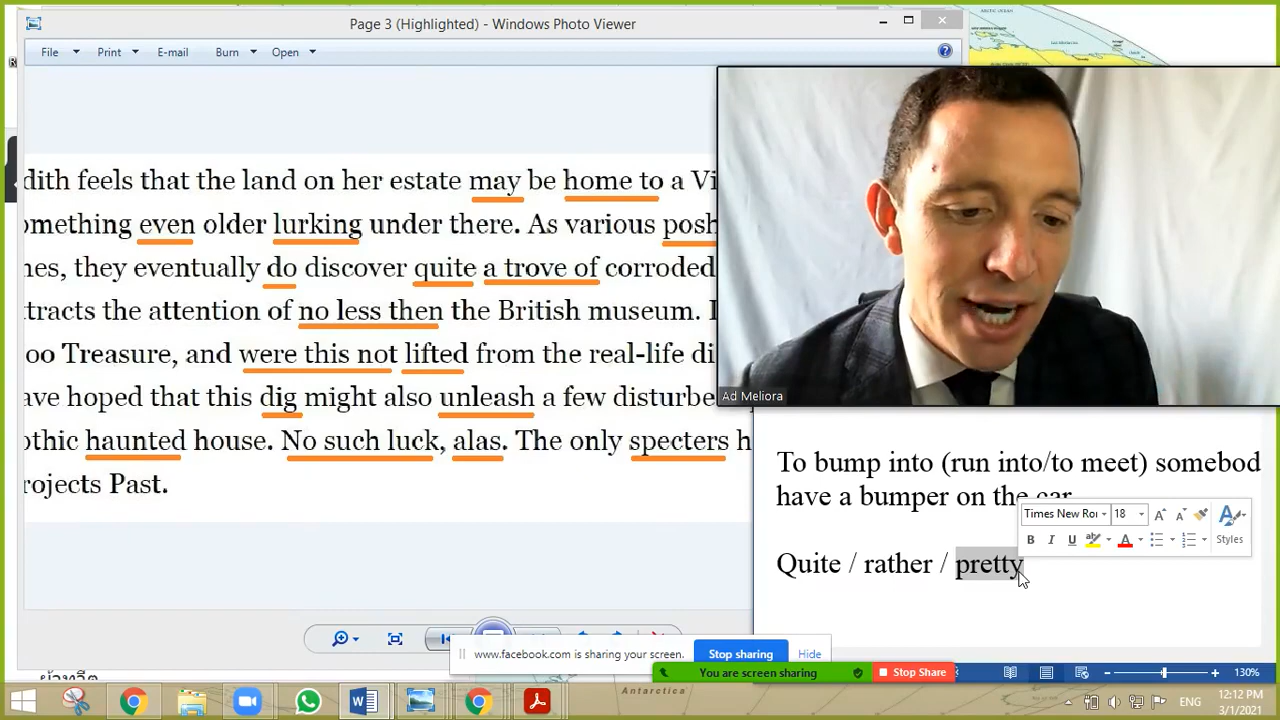 Page 3 (Highlighted) - Windows Photo Viewer
File Print E-mail Burn Open
dith feels that the land on her estate may be home to a Vi
omething even older lurking under there. As various posh
nes, they eventually do discover quite a trove of corroded
ttracts the attention of no less then the British museum.
oo Treasure, and were this not lifted from the real-life di
ave hoped that this dig might also unleash a few disturbe
othic haunted house. No such luck, alas. The only specters h
rojects Past.
Ad Meliora
To bump into (run into/to meet) somebod
have a bumper on the car
Times New Ro 18
Styles
Quite / rather / pretty
www.facebook.com is sharing your screen. Stop sharing Hide
You are screen sharing Stop Share
130%
Antarctica
ENG
12:12 PM
3/1/2021